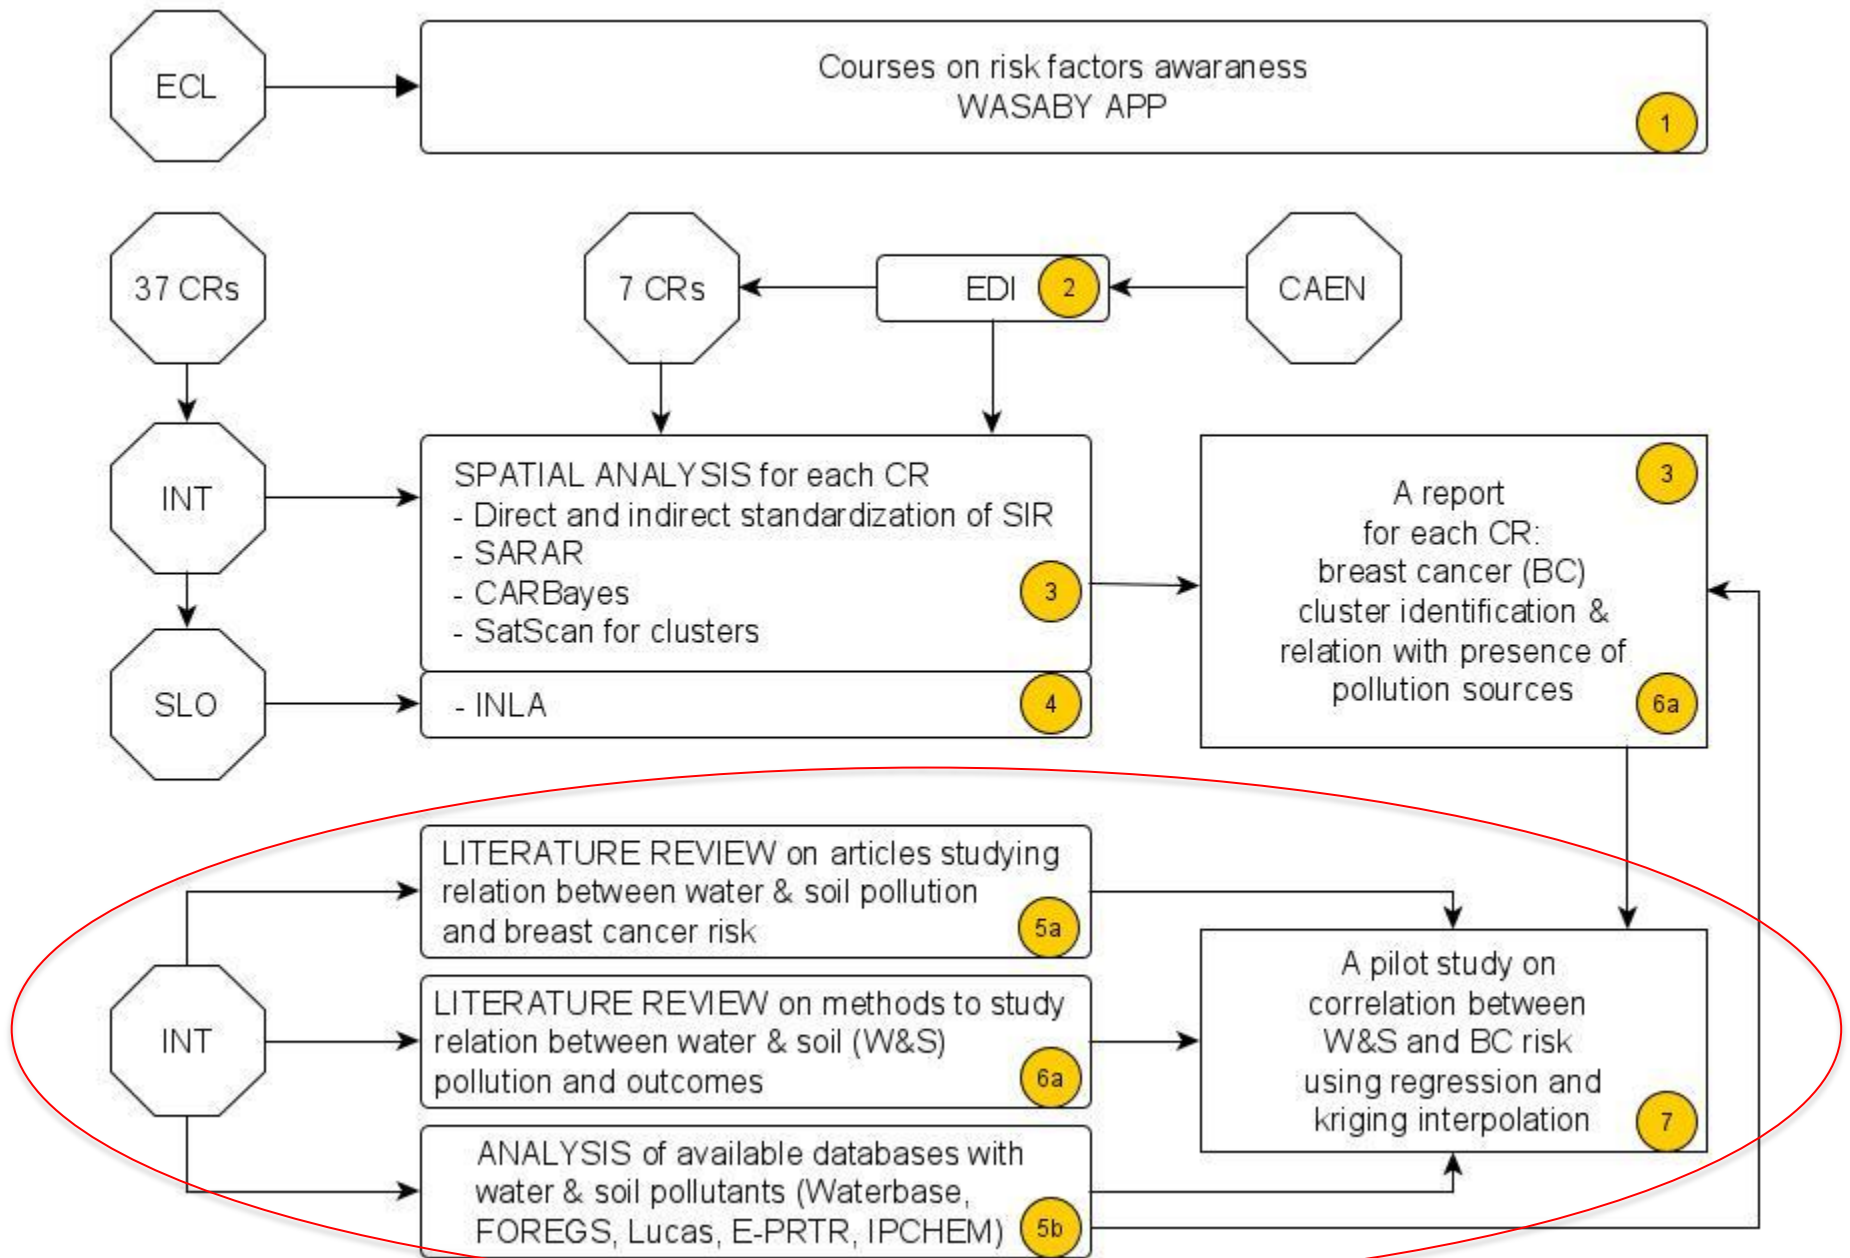 ECL
Courses on risk factors awaraness
WASABY APP
1
37 CRs
7 CRs
EDI
2
CAEN
INT
SPATIAL ANALYSIS for each CR
- Direct and indirect standardization of SIR
- SARAR
- CARBayes
- SatScan for clusters
3
A report
for each CR:
breast cancer (BC)
cluster identification &
relation with presence of
pollution sources
3
6a
SLO
- INLA
4
INT
LITERATURE REVIEW on articles studying
relation between water & soil pollution
and breast cancer risk
5a
LITERATURE REVIEW on methods to study
relation between water & soil (W&S)
pollution and outcomes
6a
ANALYSIS of available databases with
water & soil pollutants (Waterbase,
FOREGS, Lucas, E-PRTR, IPCHEM)
5b
A pilot study on
correlation between
W&S and BC risk
using regression and
kriging interpolation
7